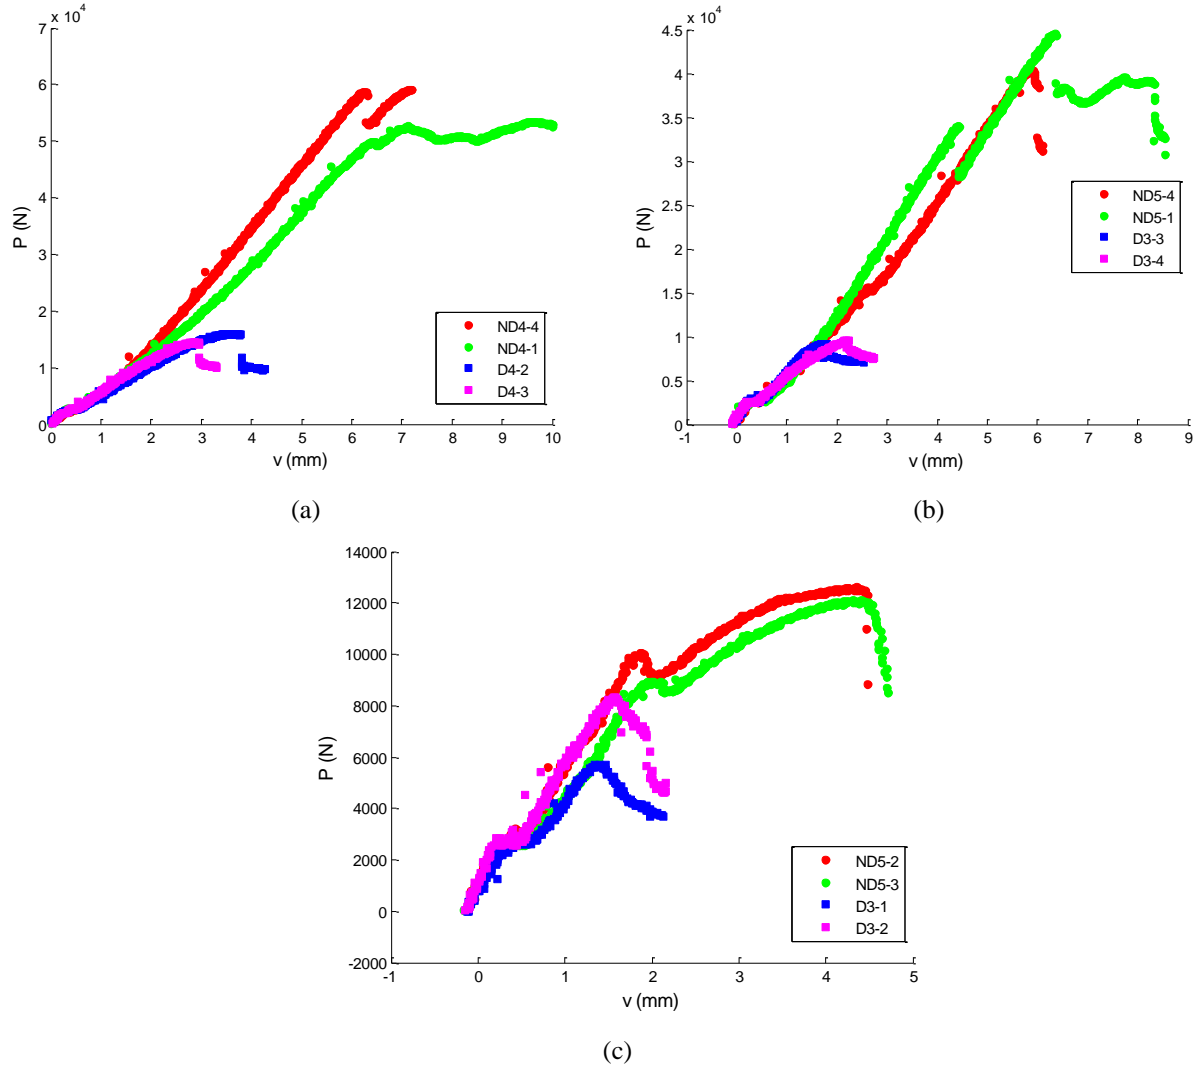 x 10^4
7
6
5
4
3
2
1
0
P (N)
0 1 2 3 4 5 6 7 8 9 10
v (mm)
ND4-4
ND4-1
D4-2
D4-3
(a)
x 10^4
4.5
4
3.5
3
2.5
2
1.5
1
0.5
0
P (N)
-1 0 1 2 3 4 5 6 7 8 9
v (mm)
ND5-4
ND5-1
D3-3
D3-4
(b)
14000
12000
10000
8000
6000
4000
2000
0
-2000
P (N)
-1 0 1 2 3 4 5
v (mm)
ND5-2
ND5-3
D3-1
D3-2
(c)